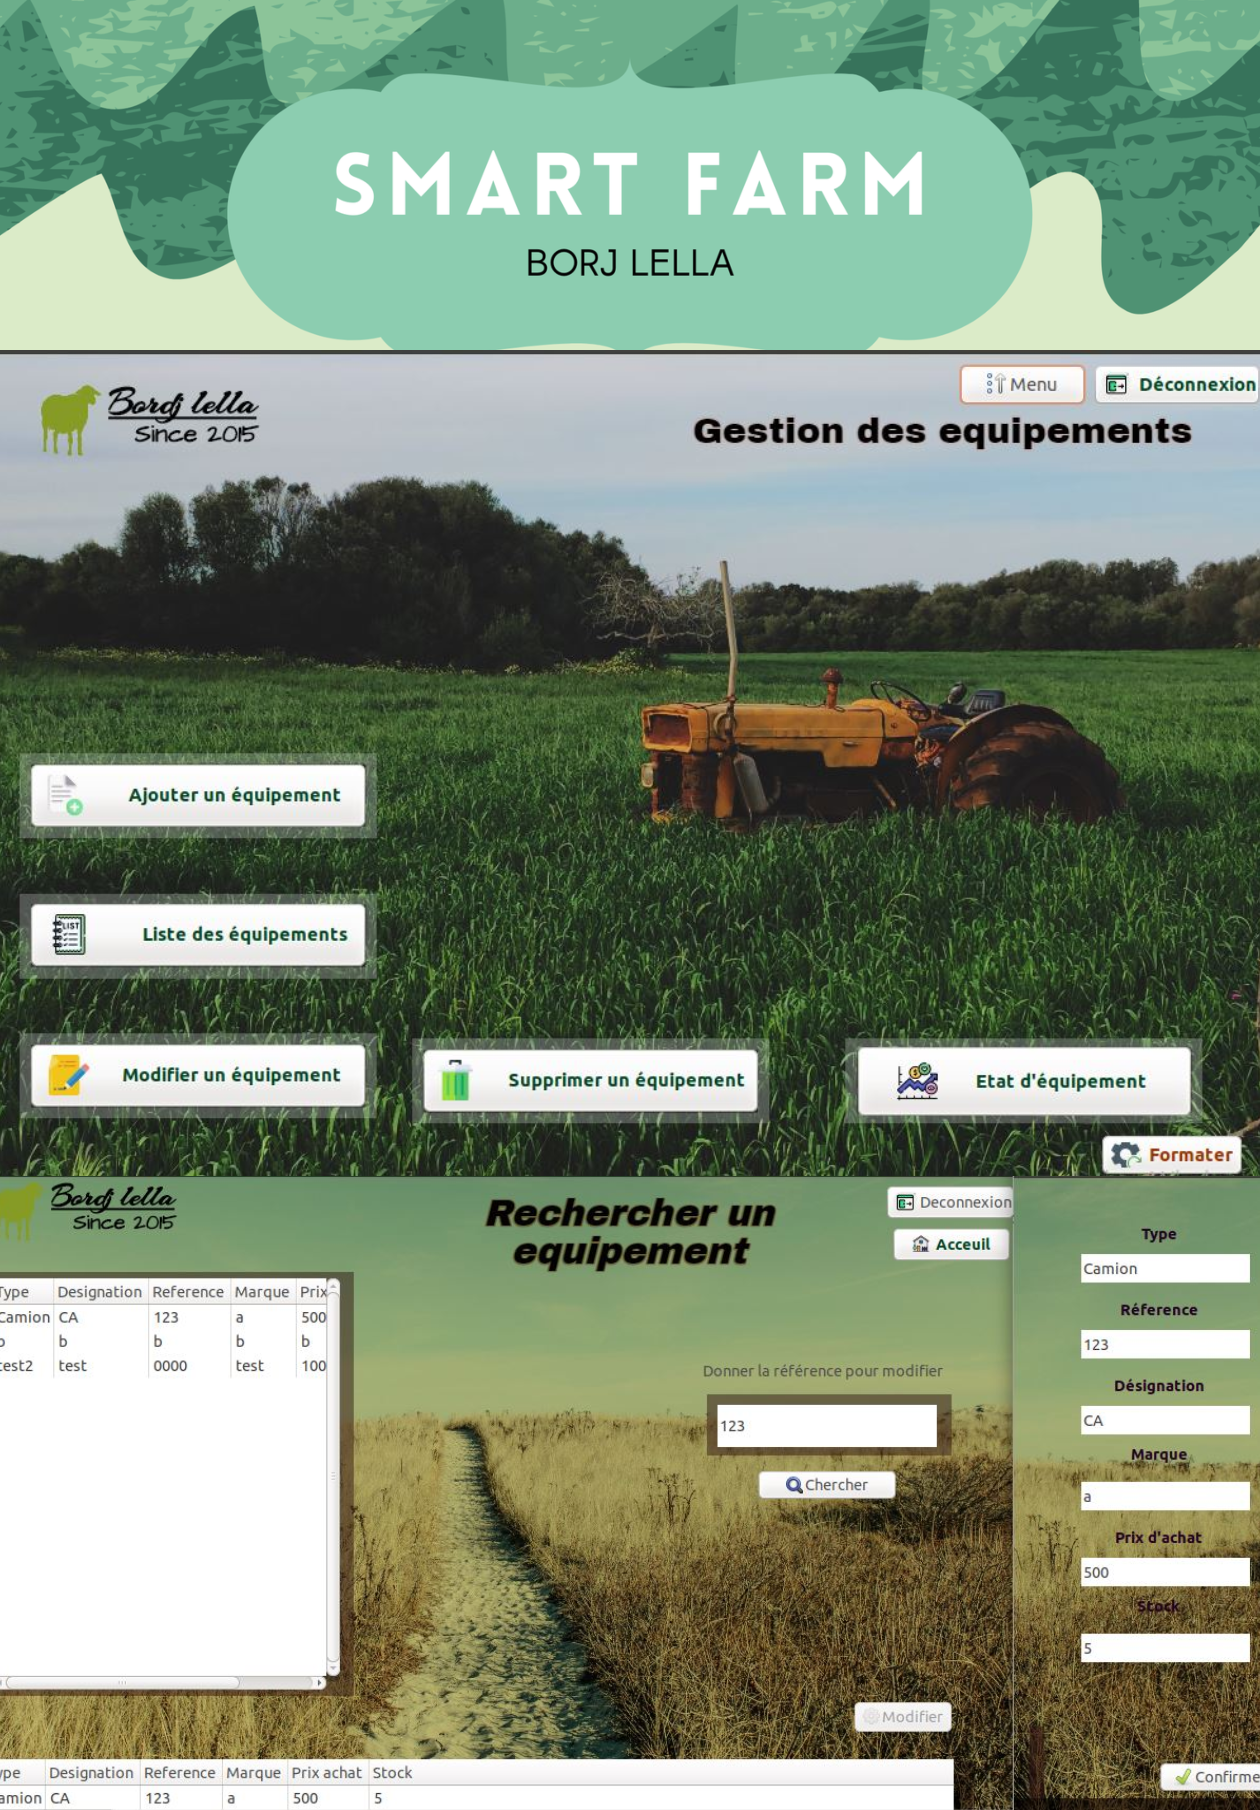 SMART FARM
BORJ LELLA
Bordj lella
Since 2015
Menu
Déconnexion
Gestion des equipements
Ajouter un équipement
LIST
Liste des équipements
Modifier un équipement
Supprimer un équipement
Etat d'équipement
Formater
Bordj lella
Since 2015
Rechercher un
equipement
Deconnexion
Acceuil
Type Designation Reference Marque Prix
Camion CA 123 a 500
b b b b
test2 test 0000 test 100
Donner la référence pour modifier
123
Chercher
Modifier
ype Designation Reference Marque Prix achat Stock
amion CA 123 a 500 5
Type
Camion
Réference
123
Désignation
CA
Marque
a
Prix d'achat
500
Stock
5
Confirme